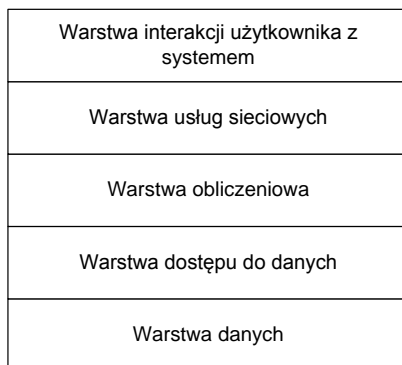 Warstwa interakcji użytkownika z
systemem
Warstwa usług sieciowych
Warstwa obliczeniowa
Warstwa dostępu do danych
Warstwa danych